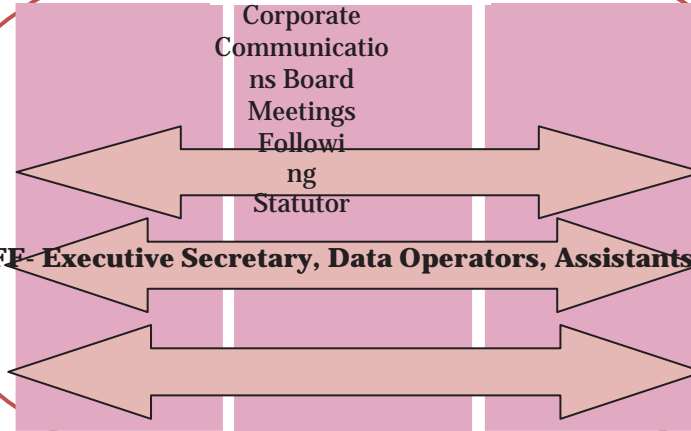 Corporate
Communicatio
ns Board
Meetings
Followi
ng
Statutor
FF- Executive Secretary, Data Operators, Assistants